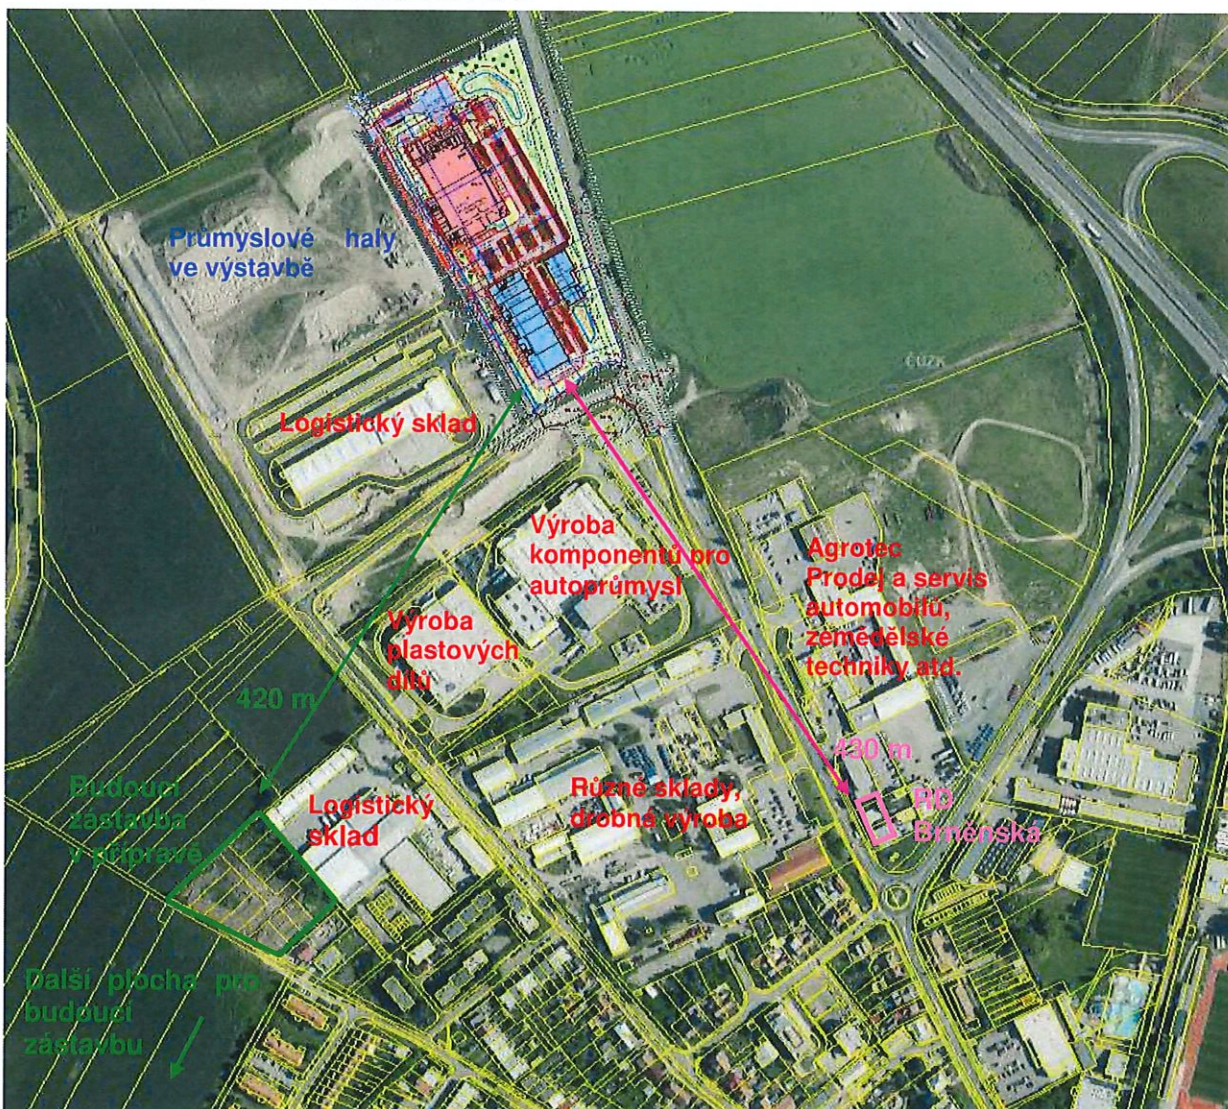 Průmyslové haly
ve výstavbě
ČÚZK
Logistický sklad
Výroba
komponentů pro
autoprůmysl
Agrotec
Prodej a servis
automobilů,
zemědělské
techniky atd.
Výroba
plastových
dílů
420 m
430 m
Budoucí
zástavba
v přípravě
Logistický
sklad
Různé sklady,
drobná výroba
RD
Brněnská
Další plocha pro
budoucí
zástavbu